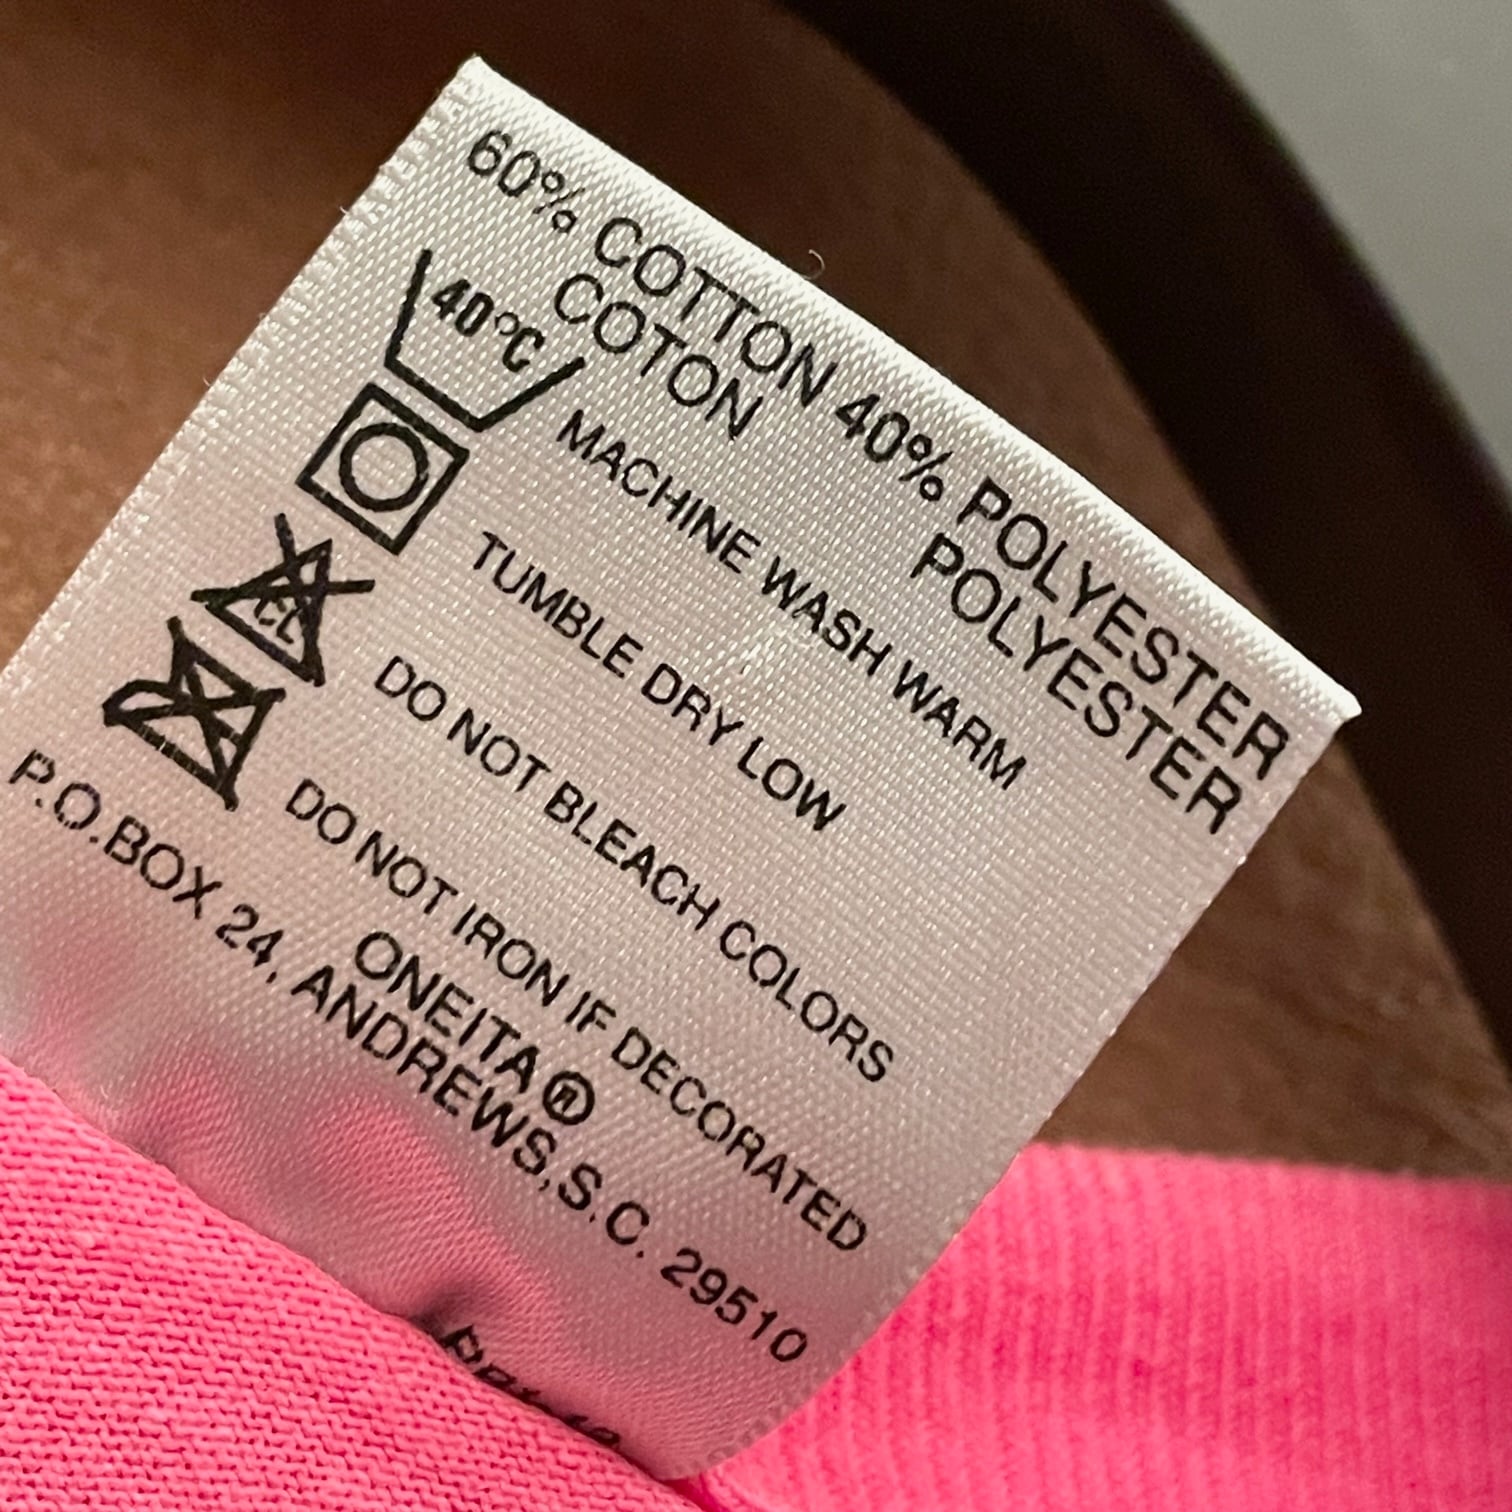 60% COTTON 40% POLYESTER
COTON POLYESTER
40°C MACHINE WASH WARM
TUMBLE DRY LOW
CL DO NOT BLEACH COLORS
DO NOT IRON IF DECORATED
ONEITA®
P.O.BOX 24, ANDREWS,S.C. 29510